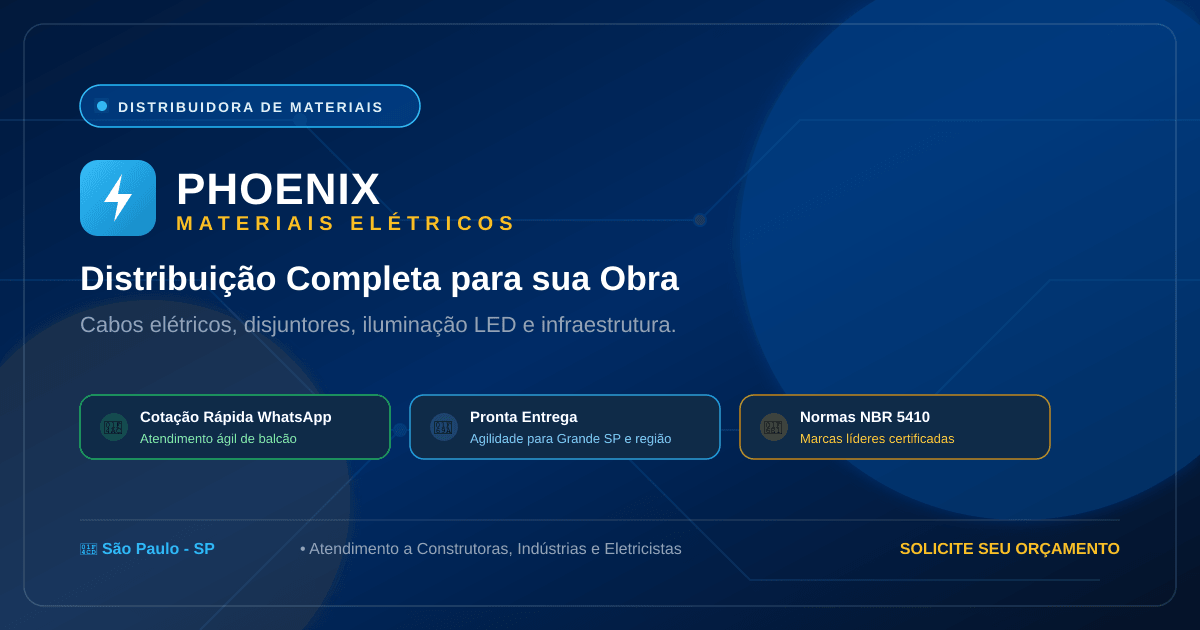 DISTRIBUIDORA DE MATERIAIS
PHOENIX
MATERIAIS ELÉTRICOS
Distribuição Completa para sua Obra
Cabos elétricos, disjuntores, iluminação LED e infraestrutura.
Cotação Rápida WhatsApp
Atendimento ágil de balcão
Pronta Entrega
Agilidade para Grande SP e região
Normas NBR 5410
Marcas líderes certificadas
São Paulo - SP
• Atendimento a Construtoras, Indústrias e Eletricistas
SOLICITE SEU ORÇAMENTO